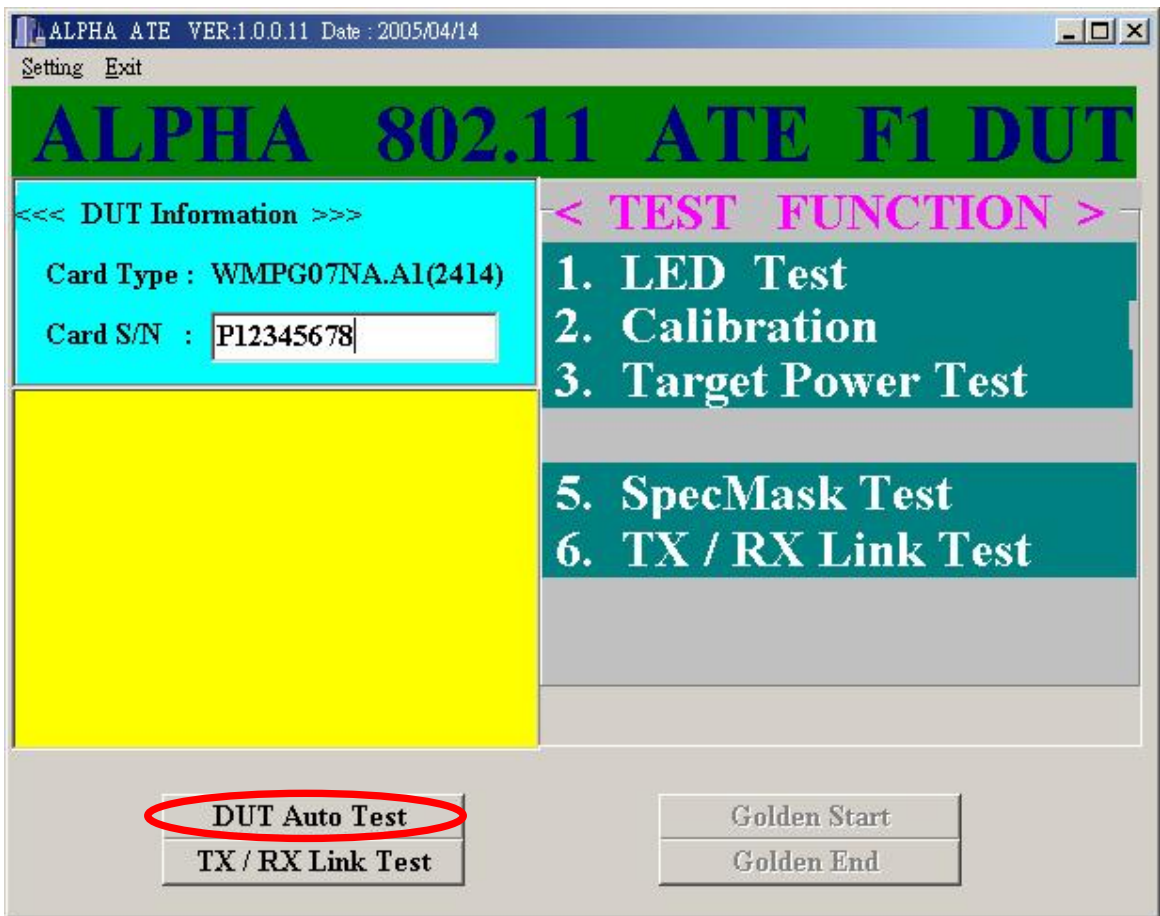 ALPHA ATE VER:1.0.0.11 Date : 2005/04/14
Setting Exit
ALPHA 802.11 ATE F1 DUT
<<< DUT Information >>>
Card Type : WMPG07NA.A1(2414)
Card S/N : P12345678
< TEST FUNCTION >
1. LED Test
2. Calibration
3. Target Power Test
5. SpecMask Test
6. TX / RX Link Test
DUT Auto Test
TX / RX Link Test
Golden Start
Golden End